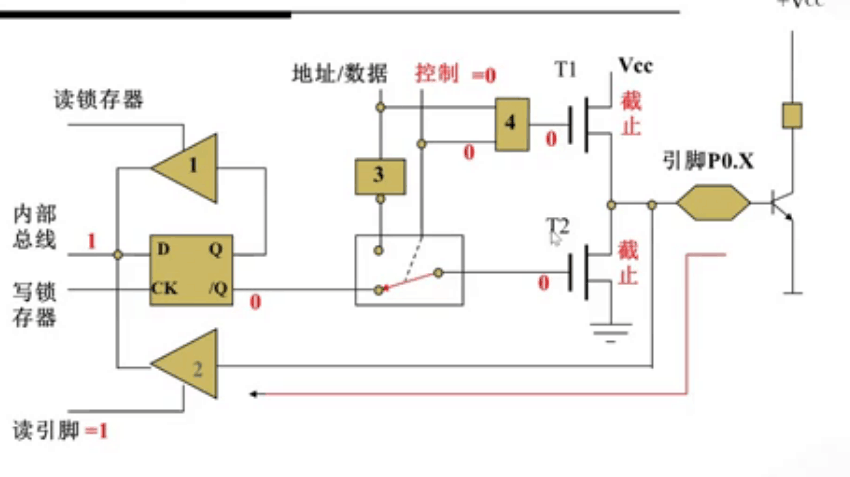 +Vcc
地址/数据
控制 =0
T1
Vcc
截
止
读锁存器
1
4
0
0
引脚P0.X
3
内部
总线
1
D
Q
T2
截
止
写锁
存器
CK
/Q
0
0
2
读引脚 =1